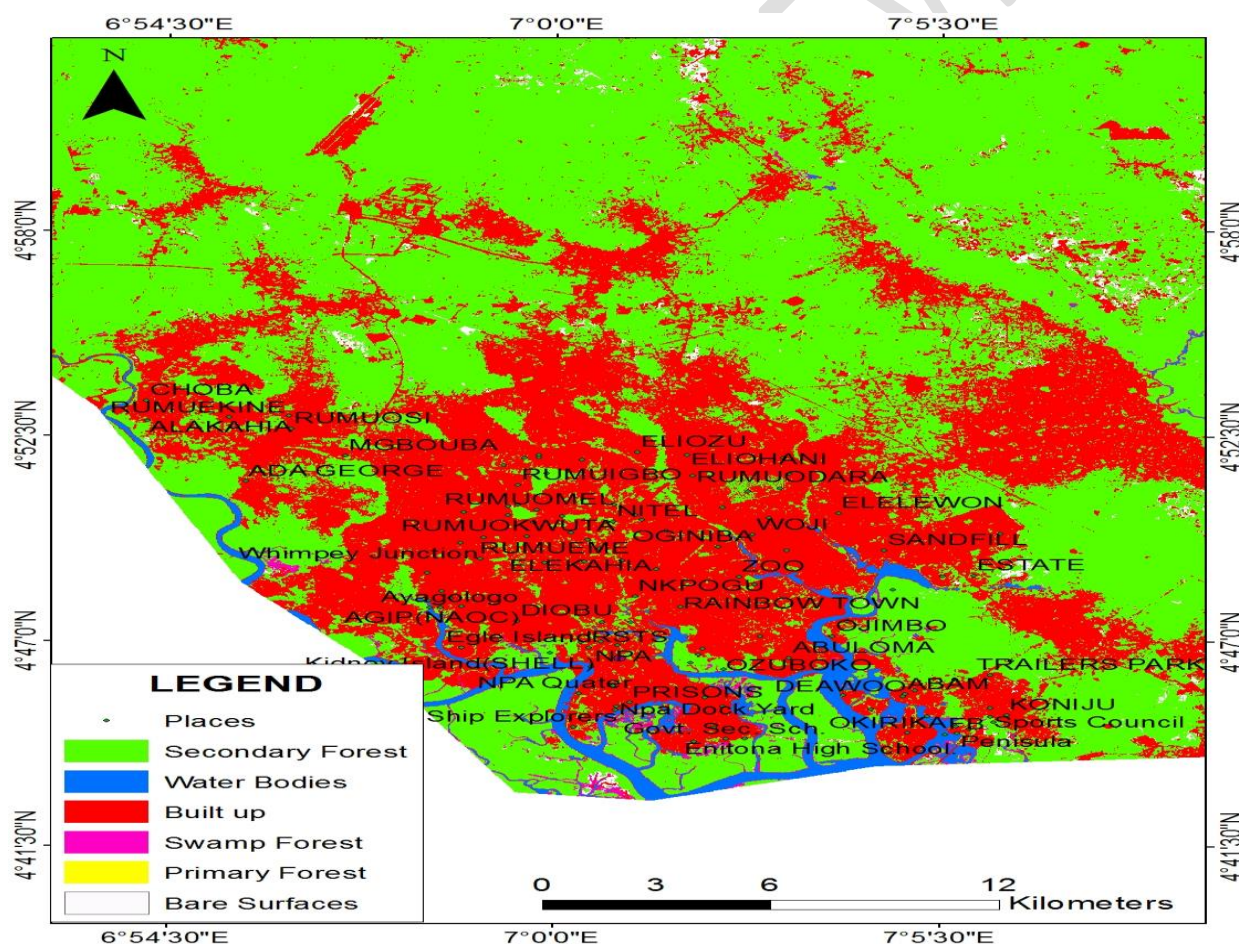 6°54'30"E 7°0'0"E 7°5'30"E
N
4°58'0"N 4°58'0"N
CHOBA
RUMUEKINE
RUMUOSI
ALAKAHIA
4°52'30"N 4°52'30"N
MGBOUBA
ELIOZU
ELIOHANI
ADA GEORGE
RUMUIGBO
RUMUODARA
RUMUOMEL
ELELEWON
NITEL
RUMUOKWUTA
WOJI
OGINIBA
SANDFILL
Whimpey Junction
RUMUEME
ELEKAHIA
ZOO
ESTATE
NKPOGU
Ayagologo
RAINBOW TOWN
AGIP(NAOC)
DIOBU
OJIMBO
Egle Island
RSTS
4°47'0"N 4°47'0"N
ABULOMA
NPA
Kidney Island(SHELL)
OZUBOKO
TRAILERS PARK
NPA Quater
PRISONS
DEAWOO
ABAM
KONIJU
Npa Dock Yard
Ship Explorers
Govt. Sec. Sch.
OKIRIKA
Sports Council
Enitona High School.
Penisula
LEGEND
Places
Secondary Forest
Water Bodies
Built up
Swamp Forest
Primary Forest
Bare Surfaces
4°41'30"N 4°41'30"N
0 3 6 12
Kilometers
6°54'30"E 7°0'0"E 7°5'30"E